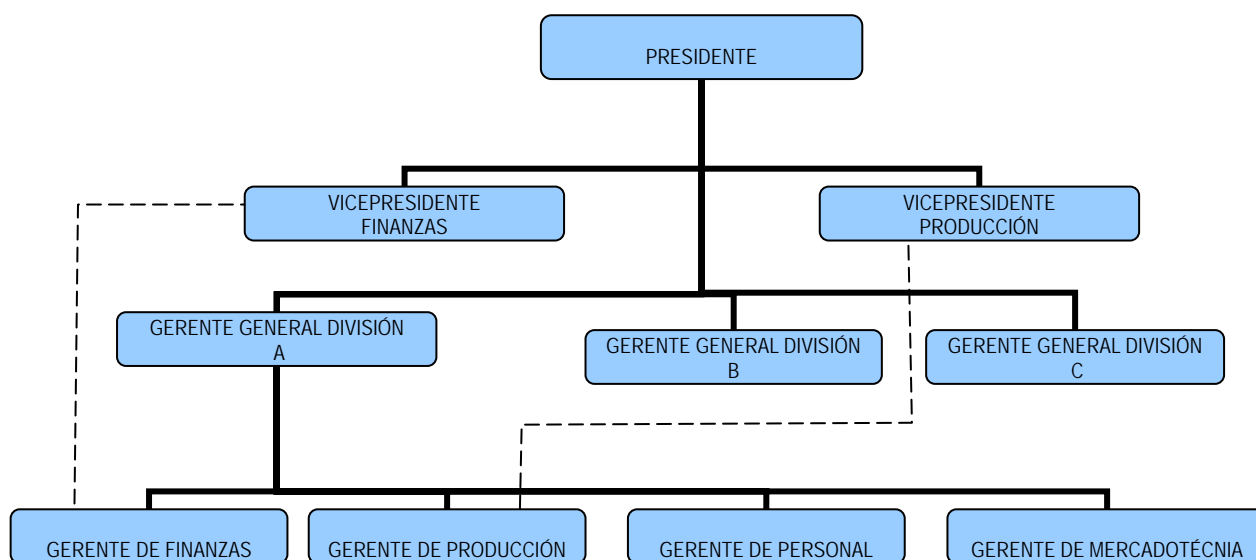 PRESIDENTE
VICEPRESIDENTE
FINANZAS
VICEPRESIDENTE
PRODUCCIÓN
GERENTE GENERAL DIVISIÓN
A
GERENTE GENERAL DIVISIÓN
B
GERENTE GENERAL DIVISIÓN
C
GERENTE DE FINANZAS
GERENTE DE PRODUCCIÓN
GERENTE DE PERSONAL
GERENTE DE MERCADOTÉCNIA